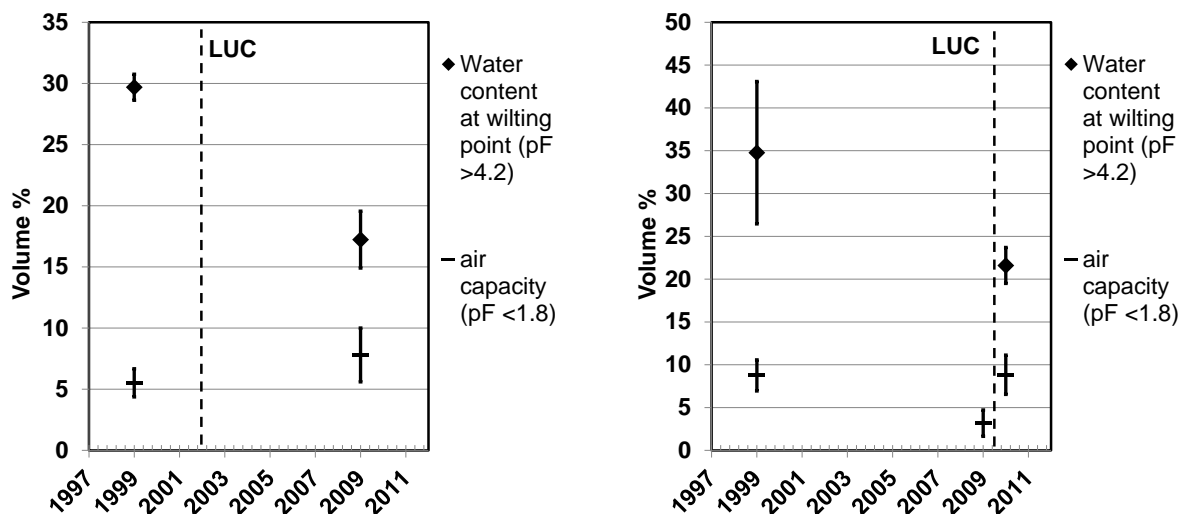 35
30
25
20
15
10
5
0
Volume %
LUC
1997
1999
2001
2003
2005
2007
2009
2011
Water
content
at wilting
point (pF
>4.2)
air
capacity
(pF <1.8)
50
45
40
35
30
25
20
15
10
5
0
Volume %
LUC
1997
1999
2001
2003
2005
2007
2009
2011
Water
content
at wilting
point (pF
>4.2)
air
capacity
(pF <1.8)